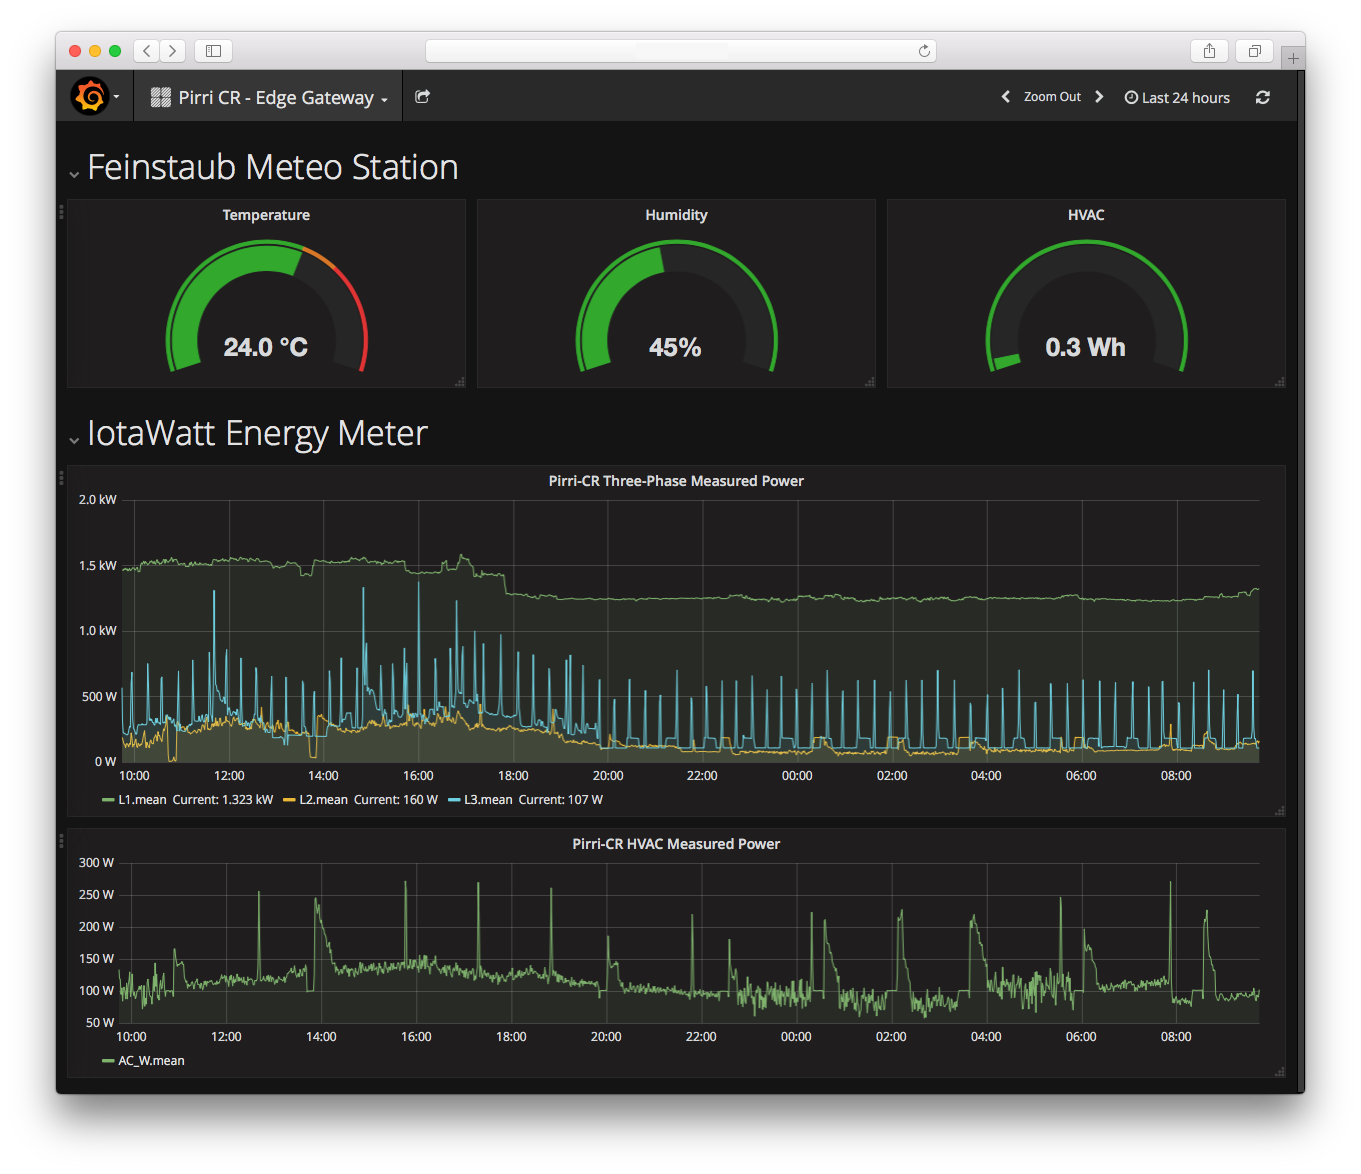 Pirri CR - Edge Gateway
Zoom Out
Last 24 hours
Feinstaub Meteo Station
Temperature
Humidity
HVAC
24.0 °C
45%
0.3 Wh
IotaWatt Energy Meter
Pirri-CR Three-Phase Measured Power
2.0 kW
1.5 kW
1.0 kW
500 W
0 W
10:00 12:00 14:00 16:00 18:00 20:00 22:00 00:00 02:00 04:00 06:00 08:00
L1.mean Current: 1.323 kW L2.mean Current: 160 W L3.mean Current: 107 W
Pirri-CR HVAC Measured Power
300 W
250 W
200 W
150 W
100 W
50 W
10:00 12:00 14:00 16:00 18:00 20:00 22:00 00:00 02:00 04:00 06:00 08:00
AC_W.mean